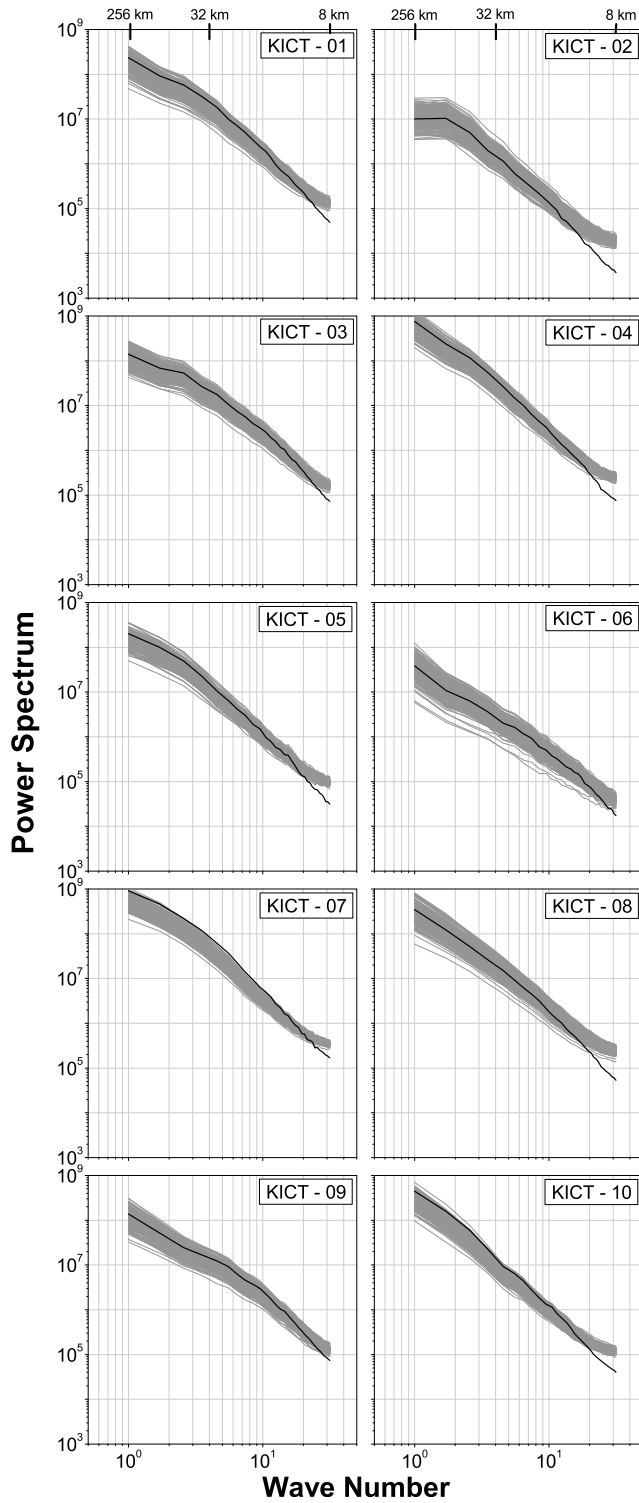 256 km 32 km 8 km 256 km 32 km 8 km
10^9 KICT - 01 KICT - 02
10^7
10^5
10^3
10^9 KICT - 03 KICT - 04
10^7
10^5
10^3
10^9 KICT - 05 KICT - 06
10^7
10^5
10^3
10^9 KICT - 07 KICT - 08
10^7
10^5
10^3
10^9 KICT - 09 KICT - 10
10^7
10^5
10^3
10^0 10^1 10^0 10^1
Power Spectrum
Wave Number